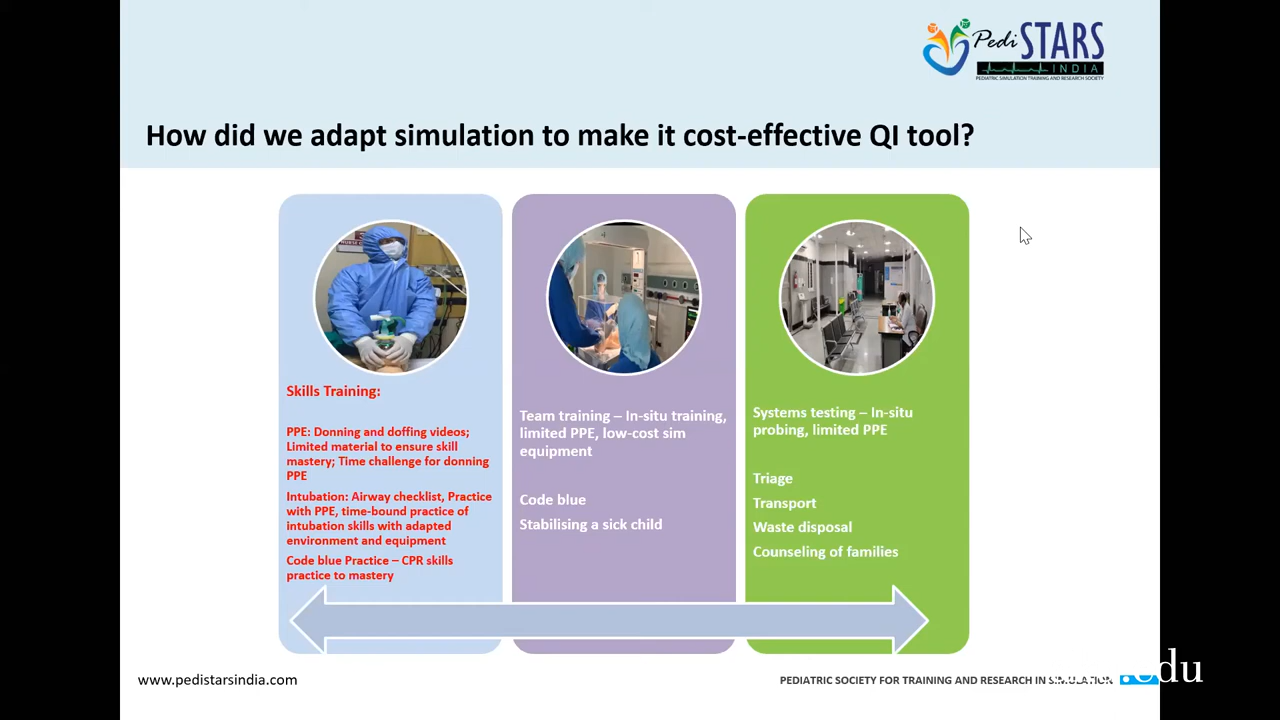 Pedi STARS
INDIA
PEDIATRIC SIMULATION TRAINING AND RESEARCH SOCIETY
How did we adapt simulation to make it cost-effective QI tool?
Skills Training:
PPE: Donning and doffing videos;
Limited material to ensure skill
mastery; Time challenge for donning
PPE
Intubation: Airway checklist, Practice
with PPE, time-bound practice of
intubation skills with adapted
environment and equipment
Code blue Practice – CPR skills
practice to mastery
Team training – In-situ training,
limited PPE, low-cost sim
equipment
Code blue
Stabilising a sick child
Systems testing – In-situ
probing, limited PPE
Triage
Transport
Waste disposal
Counseling of families
www.pedistarsindia.com
PEDIATRIC SOCIETY FOR TRAINING AND RESEARCH IN SIMULATION